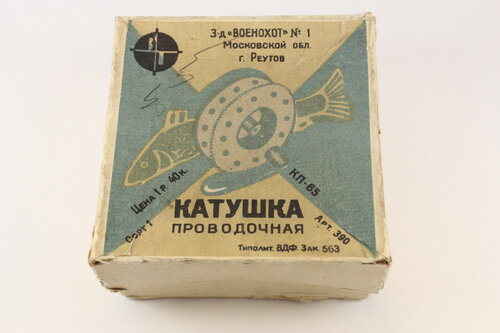 З-д «ВОЕНОХОТ» № 1
Московской обл.
г. Реутов
Цена 1 р. 40 к.
Сорт 1
КП-65
Арт. 390
КАТУШКА
ПРОВОДОЧНАЯ
Типолит. ВДФ. Зак. 563